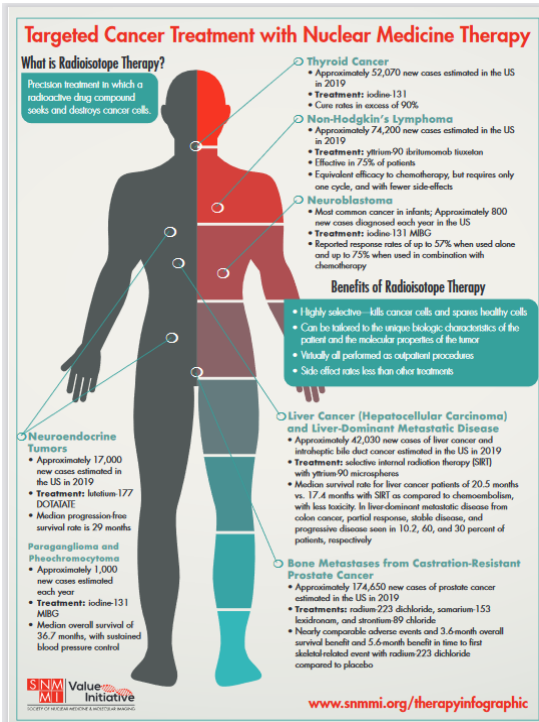 Targeted Cancer Treatment with Nuclear Medicine Therapy
What is Radioisotope Therapy?
Precision treatment in which a
radioactive drug compound
seeks and destroys cancer cells.
Thyroid Cancer
• Approximately 52,070 new cases estimated in the US
in 2019
• Treatment: iodine-131
• Cure rates in excess of 90%
Non-Hodgkin's Lymphoma
• Approximately 74,200 new cases estimated in the US
in 2019
• Treatment: yttrium-90 ibritumomab tiuxetan
• Effective in 75% of patients
• Equivalent efficacy to chemotherapy, but requires only
one cycle, and with fewer side-effects
Neuroblastoma
• Most common cancer in infants; Approximately 800
new cases diagnosed each year in the US
• Treatment: iodine-131 MIBG
• Reported response rates of up to 57% when used alone
and up to 75% when used in combination with
chemotherapy
Benefits of Radioisotope Therapy
• Highly selective—kills cancer cells and spares healthy cells
• Can be tailored to the unique biologic characteristics of the
patient and the molecular properties of the tumor
• Virtually all performed as outpatient procedures
• Side effect rates less than other treatments
Neuroendocrine
Tumors
• Approximately 17,000
new cases estimated in
the US in 2019
• Treatment: lutetium-177
DOTATATE
• Median progression-free
survival rate is 29 months
Paraganglioma and
Pheochromocytoma
• Approximately 1,000
new cases estimated
each year
• Treatment: iodine-131
MIBG
• Median overall survival of
36.7 months, with sustained
blood pressure control
Liver Cancer (Hepatocellular Carcinoma)
and Liver-Dominant Metastatic Disease
• Approximately 42,030 new cases of liver cancer and
intraheptic bile duct cancer estimated in the US in 2019
• Treatment: selective internal radiation therapy (SIRT)
with yttrium-90 microspheres
• Median survival rate for liver cancer patients of 20.5 months
vs. 17.4 months with SIRT as compared to chemoembolism,
with less toxicity. In liver-dominant metastatic disease from
colon cancer, partial response, stable disease, and
progressive disease seen in 10.2, 60, and 30 percent of
patients, respectively
Bone Metastases from Castration-Resistant
Prostate Cancer
• Approximately 174,650 new cases of prostate cancer
estimated in the US in 2019
• Treatments: radium-223 dichloride, samarium-153
lexidronam, and strontium-89 chloride
• Nearly comparable adverse events and 3.6-month overall
survival benefit and 5.6-month benefit in time to first
skeletal-related event with radium-223 dichloride
compared to placebo
SNM
MI
Value
Initiative
SOCIETY OF NUCLEAR MEDICINE & MOLECULAR IMAGING
www.snmmi.org/therapyinfographic